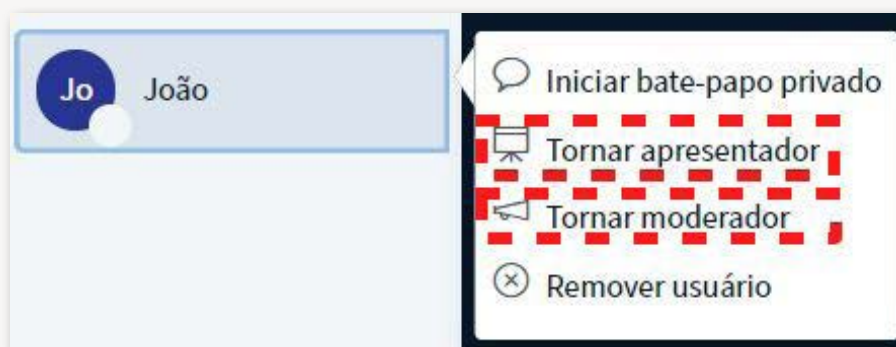 Jo
João
Iniciar bate-papo privado
Tornar apresentador
Tornar moderador
Remover usuário